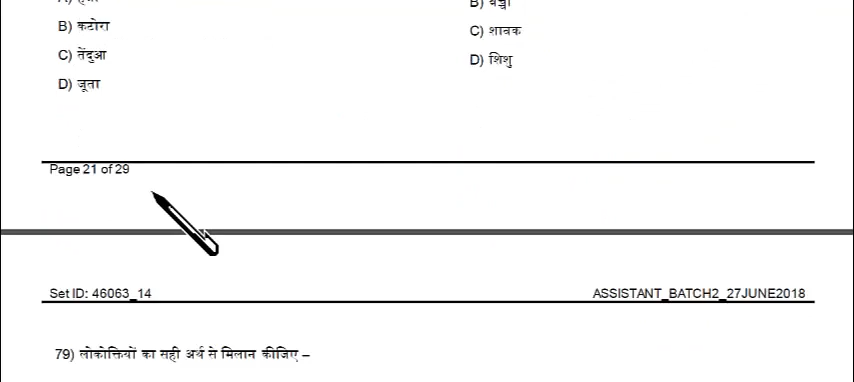 B) कटोरा
C) तेंदुआ
D) जूता
C) शावक
D) शिशु
Page 21 of 29
Set ID: 46063_14
ASSISTANT_BATCH2_27JUNE2018
79) लोकोक्तियों का सही अर्थ से मिलान कीजिए –